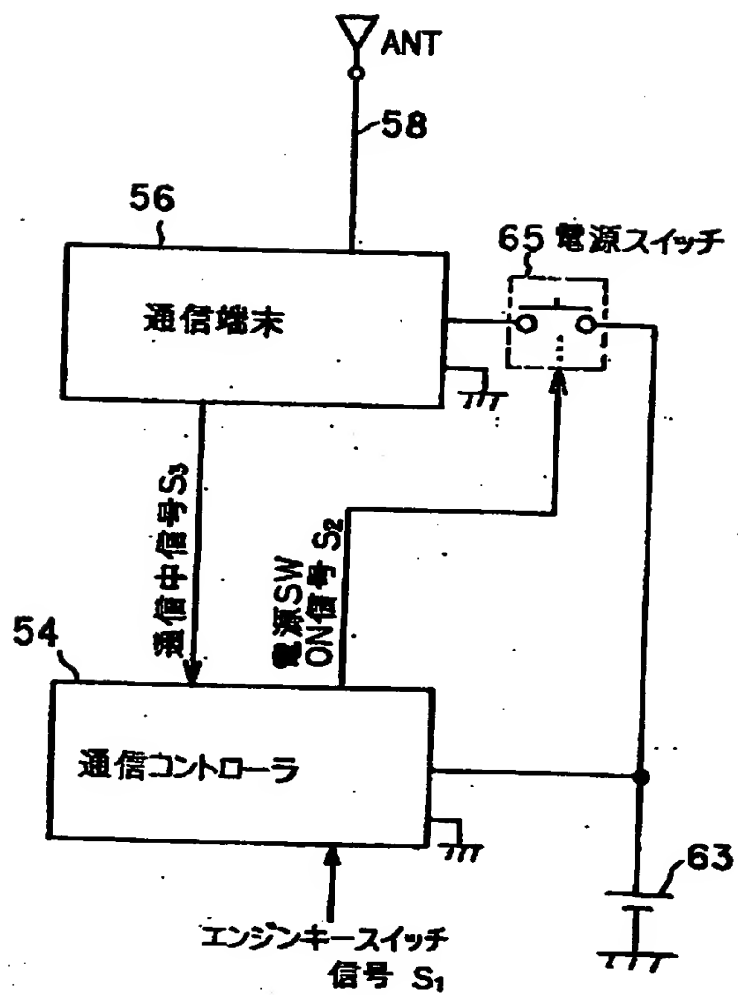 ANT
58
56
65 電源スイッチ
通信端末
通信中信号S3
電源SW
ON信号 S2
54
通信コントローラ
63
エンジンキースイッチ
信号 S1